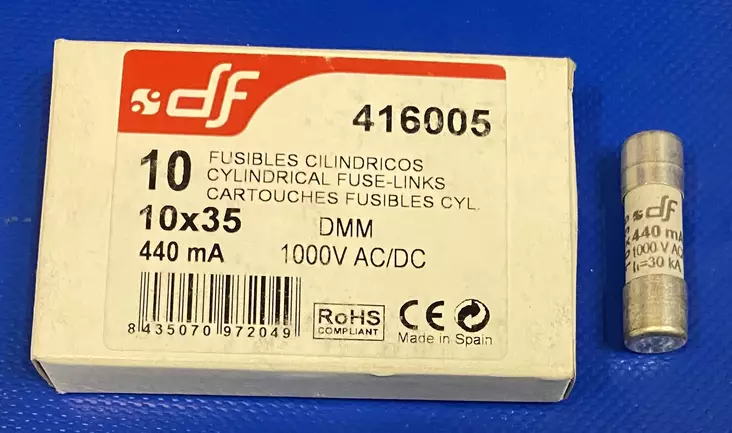 df
416005
10 FUSIBLES CILINDRICOS
CYLINDRICAL FUSE-LINKS
CARTOUCHES FUSIBLES CYL.
10x35 DMM
440 mA 1000V AC/DC
8 435070 972049
RoHS
COMPLIANT
CE
Made in Spain
df
440 mA
1000 V AC
I₁=30 kA